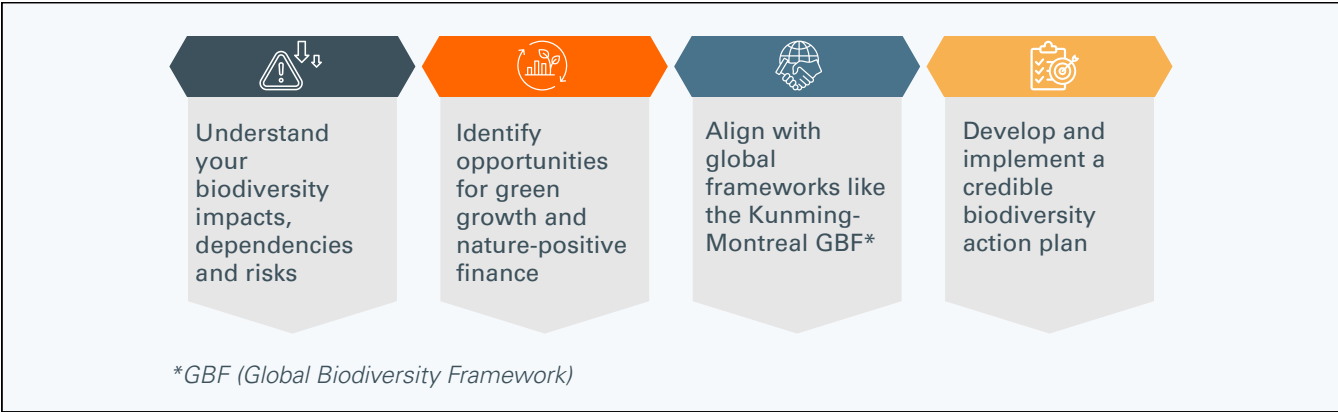 Understand
your
biodiversity
impacts,
dependencies
and risks
Identify
opportunities
for green
growth and
nature-positive
finance
Align with
global
frameworks like
the Kunming-
Montreal GBF*
Develop and
implement a
credible
biodiversity
action plan
*GBF (Global Biodiversity Framework)